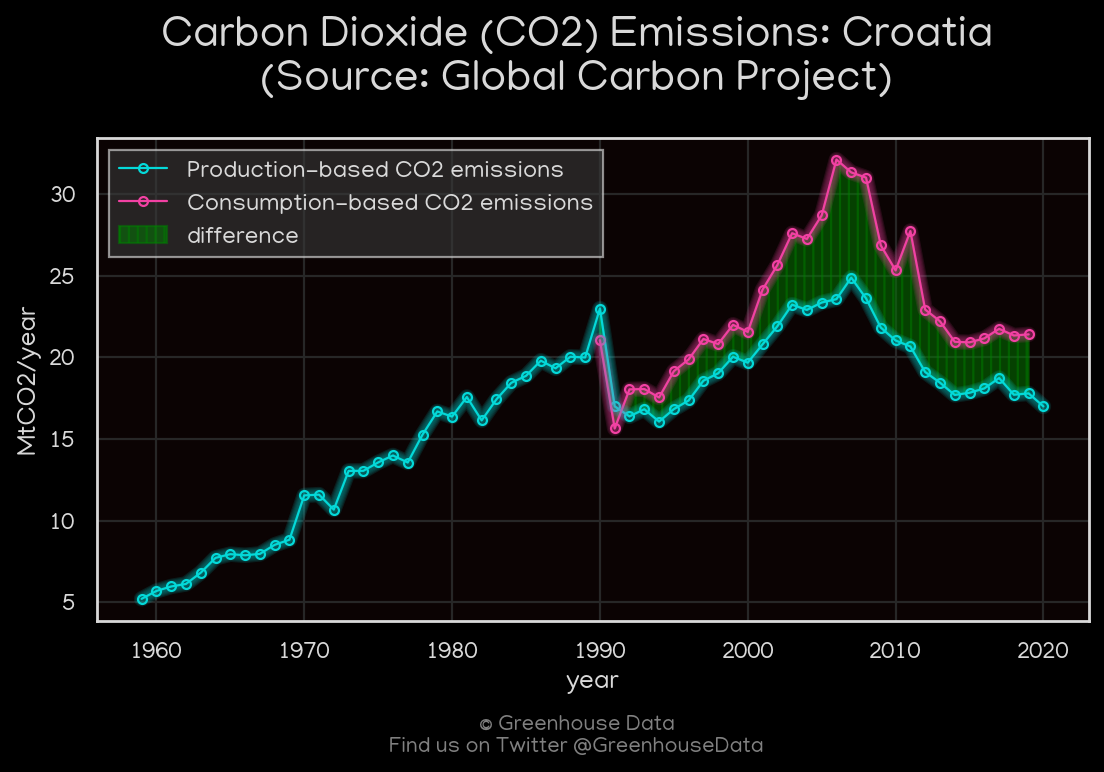 Carbon Dioxide (CO2) Emissions: Croatia
(Source: Global Carbon Project)
Production-based CO2 emissions
Consumption-based CO2 emissions
difference
MtCO2/year
30
25
20
15
10
5
1960 1970 1980 1990 2000 2010 2020
year
© Greenhouse Data
Find us on Twitter @GreenhouseData